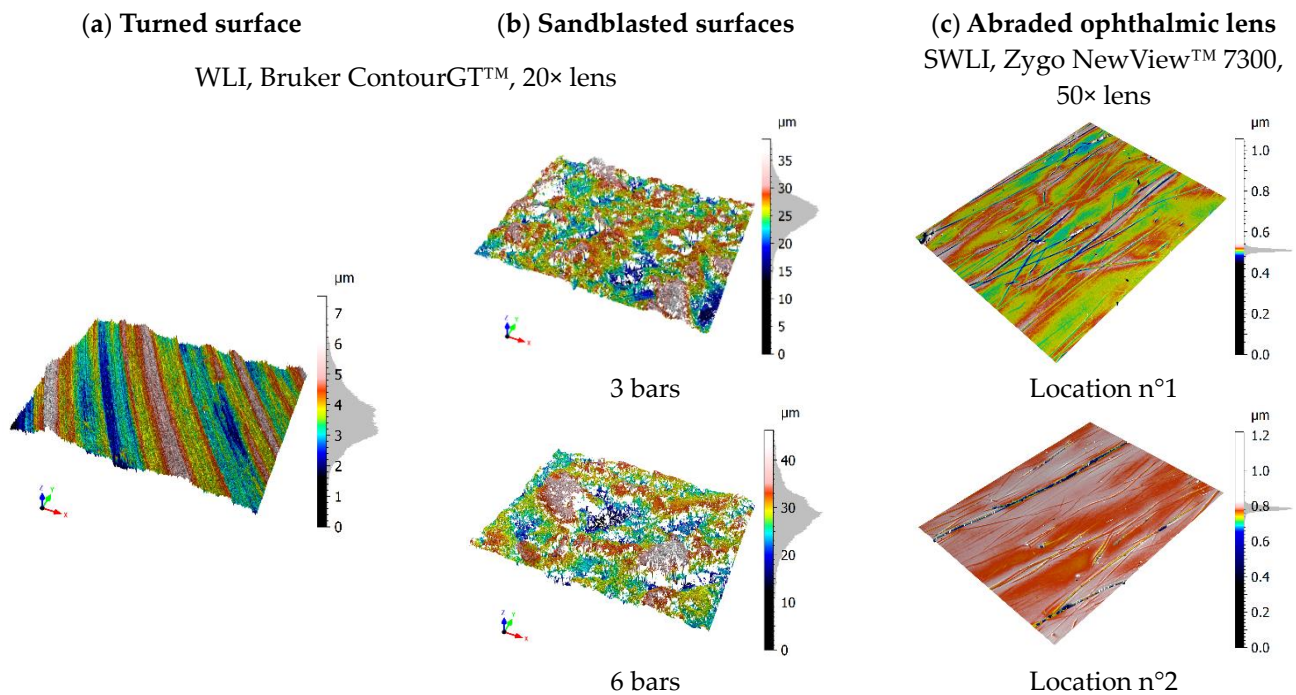 (a) Turned surface
(b) Sandblasted surfaces
(c) Abraded ophthalmic lens
WLI, Bruker ContourGT™, 20× lens
SWLI, Zygo NewView™ 7300,
50× lens
µm
7
6
5
4
3
2
1
0
Z
Y
X
µm
35
30
25
20
15
10
5
0
Z
Y
X
3 bars
µm
1.0
0.8
0.6
0.4
0.2
0.0
Location n°1
µm
40
30
20
10
0
Z
Y
X
6 bars
µm
1.2
1.0
0.8
0.6
0.4
0.2
0.0
Location n°2